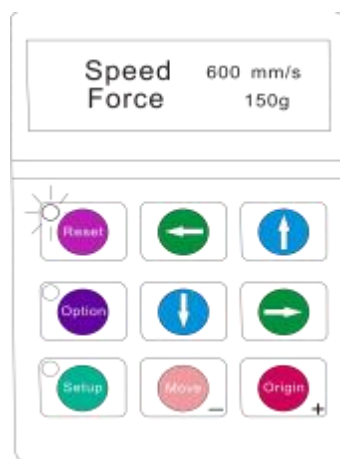 Speed 600 mm/s
Force 150g
Reset
Option
Setup Move - Origin +